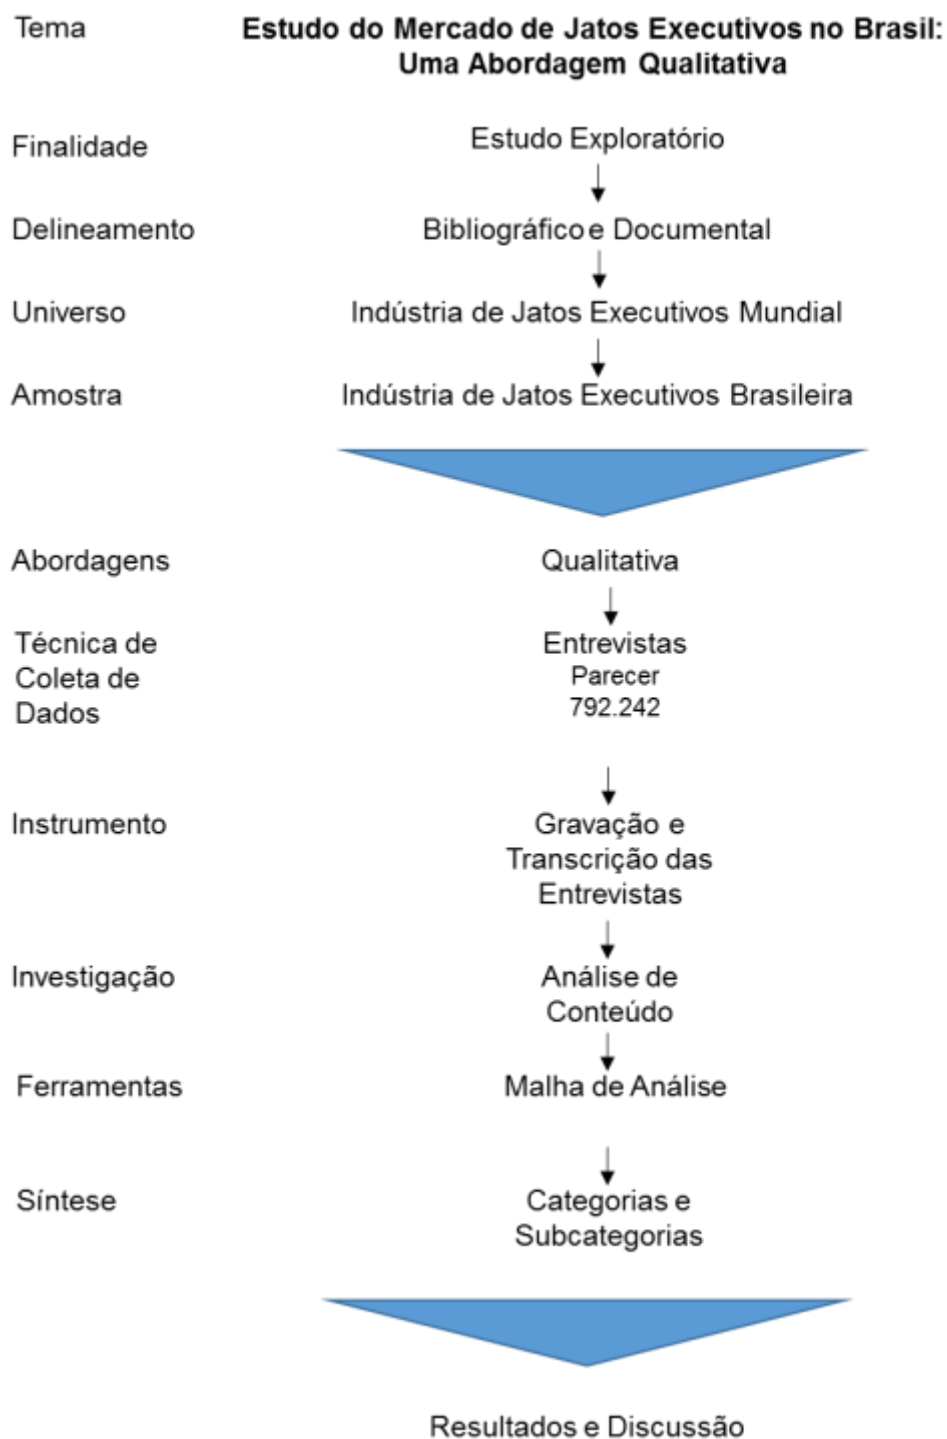 Tema
Estudo do Mercado de Jatos Executivos no Brasil:
Uma Abordagem Qualitativa
Finalidade
Estudo Exploratório
Delineamento
Bibliográfico e Documental
Universo
Indústria de Jatos Executivos Mundial
Amostra
Indústria de Jatos Executivos Brasileira
Abordagens
Qualitativa
Técnica de
Coleta de
Dados
Entrevistas
Parecer
792.242
Instrumento
Gravação e
Transcrição das
Entrevistas
Investigação
Análise de
Conteúdo
Ferramentas
Malha de Análise
Síntese
Categorias e
Subcategorias
Resultados e Discussão